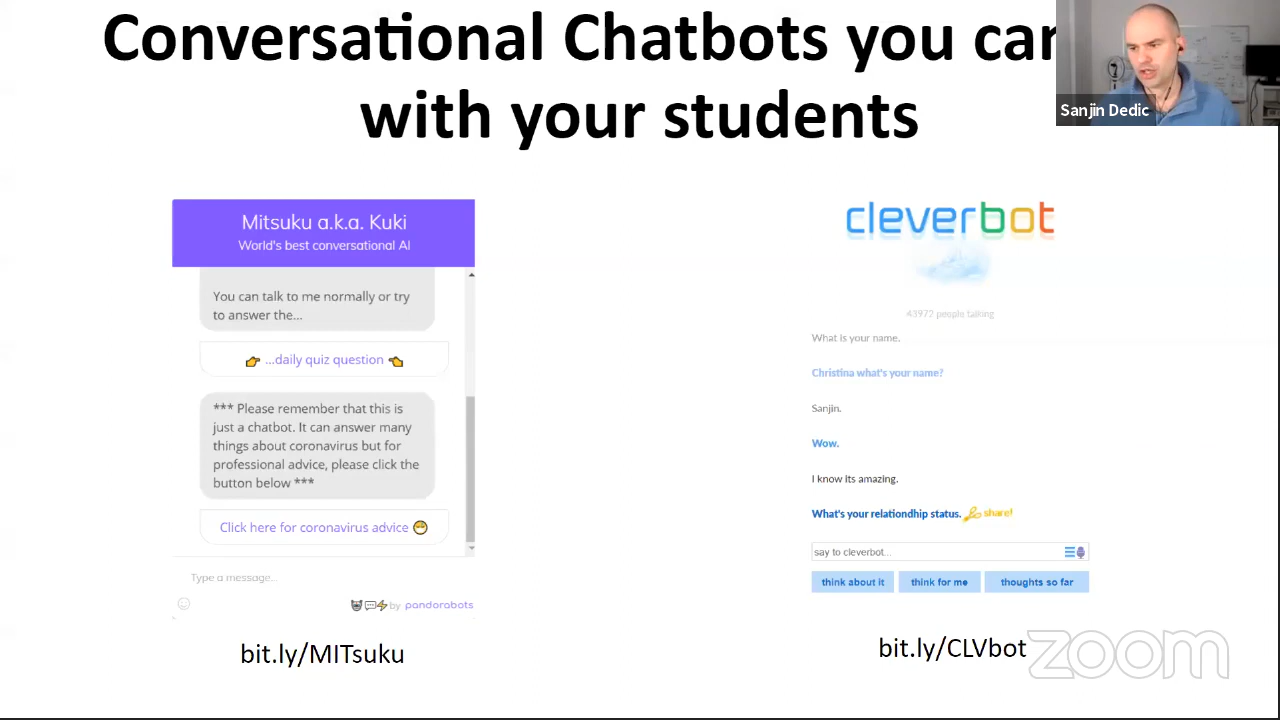 Conversational Chatbots you can
with your students
Sanjin Dedic
Mitsuku a.k.a. Kuki
World's best conversational AI
You can talk to me normally or try
to answer the...
...daily quiz question
*** Please remember that this is
just a chatbot. It can answer many
things about coronavirus but for
professional advice, please click the
button below ***
Click here for coronavirus advice
Type a message...
by pandorabots
bit.ly/MITsuku
cleverbot
43972 people talking
What is your name.
Christina what's your name?
Sanjin.
Wow.
I know its amazing.
What's your relationdhip status. share!
say to cleverbot...
think about it think for me thoughts so far
bit.ly/CLVbot
zoom